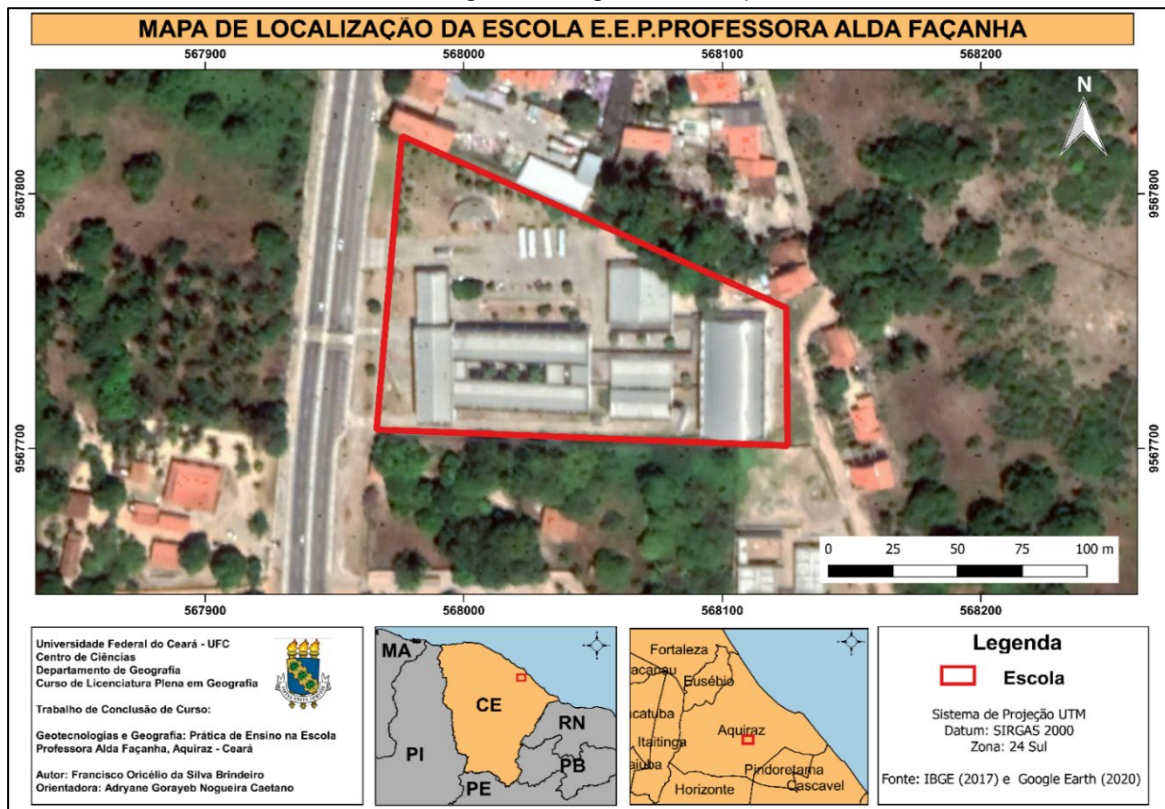 MAPA DE LOCALIZAÇÃO DA ESCOLA E.E.P.PROFESSORA ALDA FAÇANHA
567900 568000 568100 568200
N
9567800 9567800
9567700 9567700
0 25 50 75 100 m
567900 568000 568100 568200
Universidade Federal do Ceará - UFC
Centro de Ciências
Departamento de Geografia
Curso de Licenciatura Plena em Geografia
Trabalho de Conclusão de Curso:
Geotecnologias e Geografia: Prática de Ensino na Escola
Professora Alda Façanha, Aquiraz - Ceará
Autor: Francisco Oricélio da Silva Brindeiro
Orientadora: Adryane Gorayeb Nogueira Caetano
MA
CE
RN
PI
PB
PE
Fortaleza
acanau
Eusébio
acatuba
Aquiraz
Itaitinga
aiuba
Pindoretama
Horizonte
Cascavel
Legenda
Escola
Sistema de Projeção UTM
Datum: SIRGAS 2000
Zona: 24 Sul
Fonte: IBGE (2017) e Google Earth (2020)